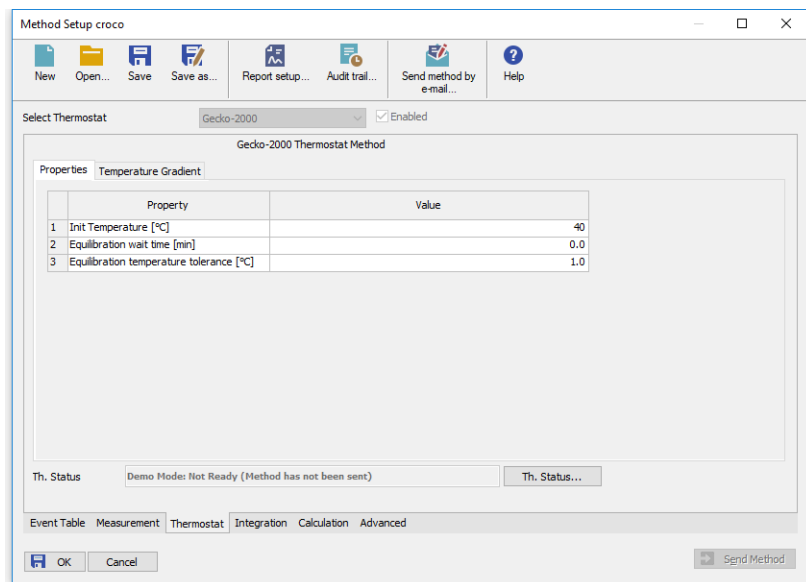 Method Setup croco
New Open... Save Save as... Report setup... Audit trail... Send method by e-mail... Help
Select Thermostat Gecko-2000 Enabled
Gecko-2000 Thermostat Method
Properties Temperature Gradient
Property Value
1 Init Temperature [°C] 40
2 Equilibration wait time [min] 0.0
3 Equilibration temperature tolerance [°C] 1.0
Th. Status Demo Mode: Not Ready (Method has not been sent) Th. Status...
Event Table Measurement Thermostat Integration Calculation Advanced
OK Cancel Send Method